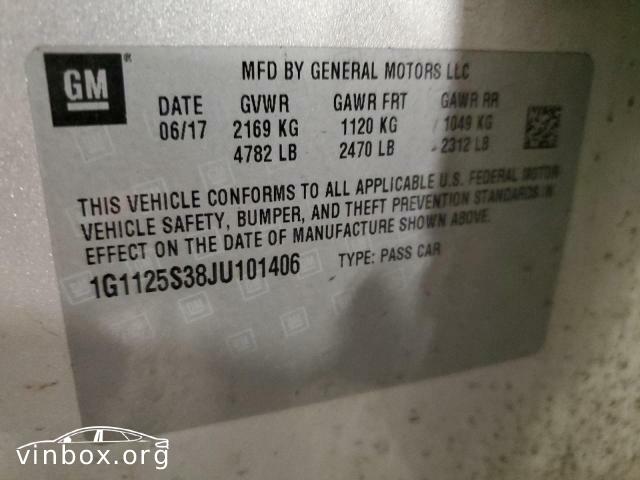 GM®
MFD BY GENERAL MOTORS LLC
DATE GVWR GAWR FRT GAWR RR
06/17 2169 KG 1120 KG 1049 KG
4782 LB 2470 LB 2312 LB
THIS VEHICLE CONFORMS TO ALL APPLICABLE U.S. FEDERAL MOTOR
VEHICLE SAFETY, BUMPER, AND THEFT PREVENTION STANDARDS IN
EFFECT ON THE DATE OF MANUFACTURE SHOWN ABOVE.
1G1125S38JU101406 TYPE: PASS CAR
vinbox.org